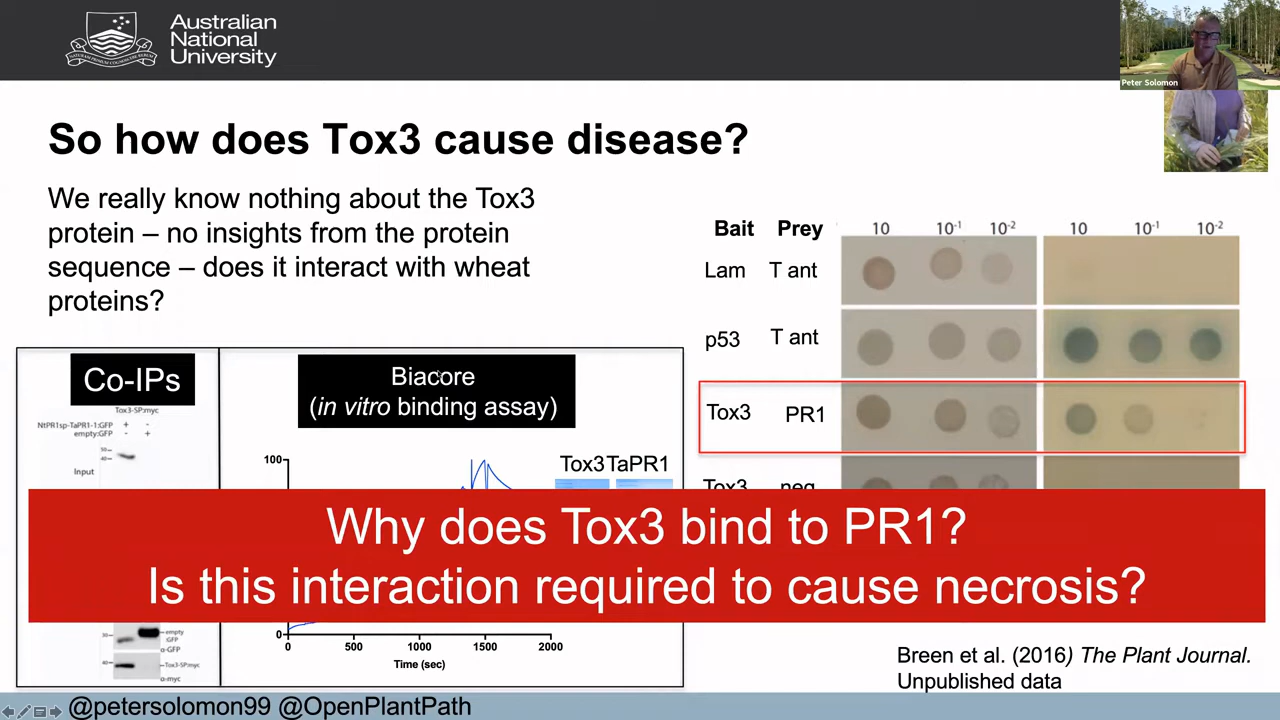 Australian
National
University
Peter Solomon
So how does Tox3 cause disease?
We really know nothing about the Tox3
protein – no insights from the protein
sequence – does it interact with wheat
proteins?
Bait Prey 10 10-1 10-2 10 10-1 10-2
Lam T ant
p53 T ant
Tox3 PR1
Tox3 neg
Co-IPs
Tox3-SP:myc
NtPR1sp-TaPR1-1:GFP + -
empty:GFP - +
50
40
Input
Biacore
(in vitro binding assay)
100
Tox3 TaPR1
Why does Tox3 bind to PR1?
Is this interaction required to cause necrosis?
30
empty
:GFP
α-GFP
40
Tox3-SP:myc
α-myc
0
0 500 1000 1500 2000
Time (sec)
Breen et al. (2016) The Plant Journal.
Unpublished data
@petersolomon99 @OpenPlantPath